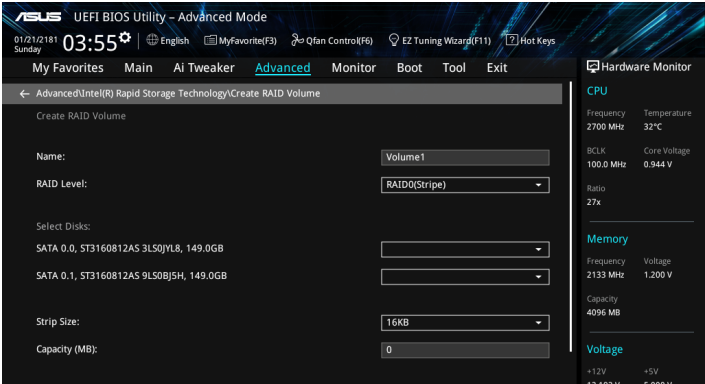 ASUS UEFI BIOS Utility – Advanced Mode
01/21/2181 Sunday 03:55 English MyFavorite(F3) Qfan Control(F6) EZ Tuning Wizard(F11) ? Hot Keys
My Favorites Main Ai Tweaker Advanced Monitor Boot Tool Exit
← Advanced\Intel(R) Rapid Storage Technology\Create RAID Volume
Create RAID Volume
Name: Volume1
RAID Level: RAID0(Stripe)
Select Disks:
SATA 0.0, ST3160812AS 3LS0JYL8, 149.0GB
SATA 0.1, ST3160812AS 9LS0BJ5H, 149.0GB
Strip Size: 16KB
Capacity (MB): 0
Hardware Monitor
CPU
Frequency Temperature
2700 MHz 32°C
BCLK Core Voltage
100.0 MHz 0.944 V
Ratio
27x
Memory
Frequency Voltage
2133 MHz 1.200 V
Capacity
4096 MB
Voltage
+12V +5V